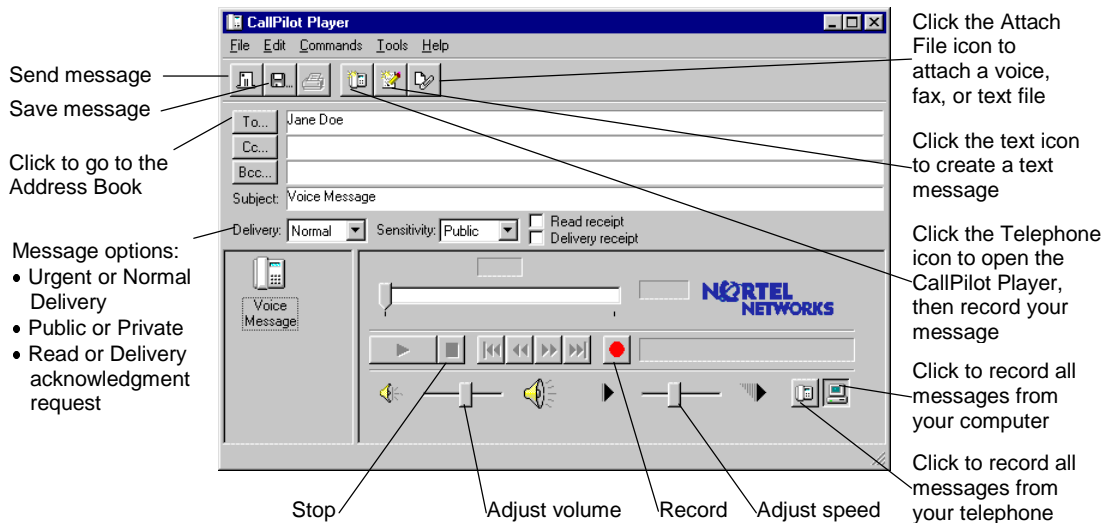 CallPilot Player
File Edit Commands Tools Help
Send message
Save message
Click to go to the
Address Book
Message options:
• Urgent or Normal
Delivery
• Public or Private
• Read or Delivery
acknowledgment
request
To... Jane Doe
Cc...
Bcc...
Subject: Voice Message
Delivery: Normal Sensitivity: Public Read receipt
Delivery receipt
Voice
Message
NORTEL
NETWORKS
Click the Attach
File icon to
attach a voice,
fax, or text file
Click the text icon
to create a text
message
Click the Telephone
icon to open the
CallPilot Player,
then record your
message
Click to record all
messages from
your computer
Click to record all
messages from
your telephone
Stop Adjust volume Record Adjust speed